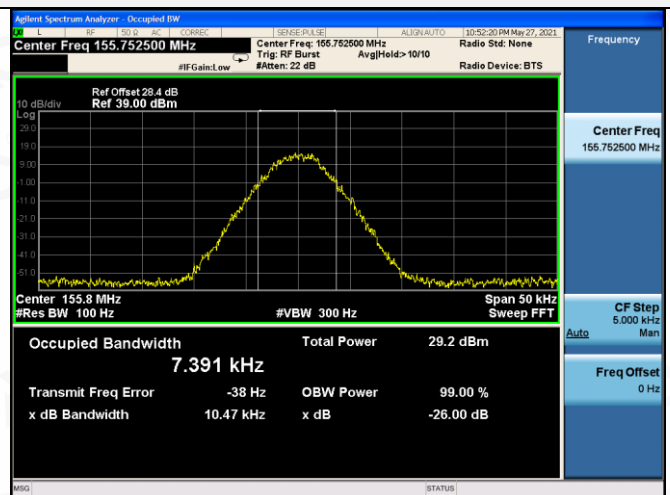 Agilent Spectrum Analyzer - Occupied BW
L RF 50 Ω AC CORREC SENSE:PULSE ALIGN AUTO 10:52:20 PM May 27, 2021
Center Freq 155.752500 MHz
Center Freq: 155.752500 MHz
Radio Std: None
Trig: RF Burst Avg|Hold:> 10/10
#IFGain:Low #Atten: 22 dB Radio Device: BTS
Frequency
Ref Offset 28.4 dB
10 dB/div Ref 39.00 dBm
Log
29.0
19.0
9.00
-1.00
-11.0
-21.0
-31.0
-41.0
-51.0
Center 155.8 MHz Span 50 kHz
#Res BW 100 Hz #VBW 300 Hz Sweep FFT
Occupied Bandwidth Total Power 29.2 dBm
7.391 kHz
Transmit Freq Error -38 Hz OBW Power 99.00 %
x dB Bandwidth 10.47 kHz x dB -26.00 dB
Center Freq
155.752500 MHz
CF Step
5.000 kHz
Auto Man
Freq Offset
0 Hz
MSG STATUS